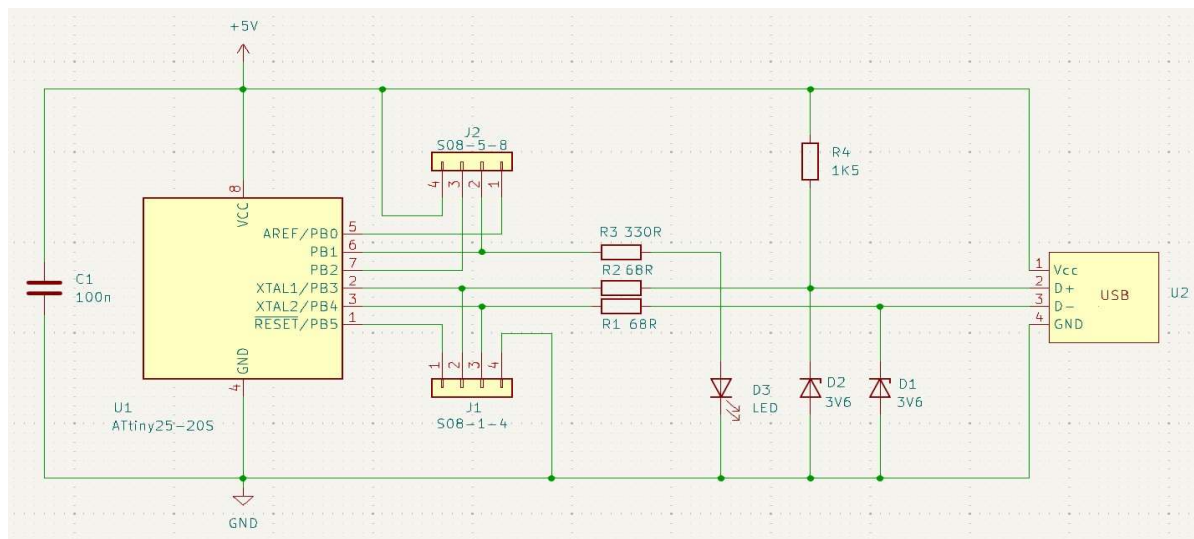 +5V
J2
S08-5-8
4 3 2 1
R4
1K5
8
VCC
AREF/PB0 5
PB1 6
PB2 7
XTAL1/PB3 2
XTAL2/PB4 3
RESET/PB5 1
GND
4
U1
ATtiny25-20S
C1
100n
R3 330R
R2 68R
R1 68R
1 2 3 4
J1
S08-1-4
D3
LED
D2
3V6
D1
3V6
1 Vcc
2 D+
3 D-
4 GND
USB
U2
GND